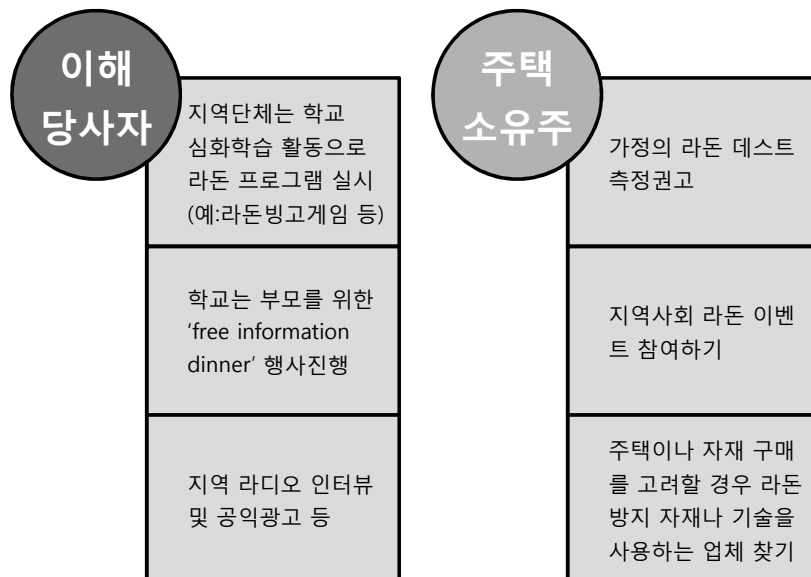 이해
당사자
지역단체는 학교
심화학습 활동으로
라돈 프로그램 실시
(예:라돈빙고게임 등)
학교는 부모를 위한
‘free information
dinner’ 행사진행
지역 라디오 인터뷰
및 공익광고 등
주택
소유주
가정의 라돈 데스트
측정권고
지역사회 라돈 이벤
트 참여하기
주택이나 자재 구매
를 고려할 경우 라돈
방지 자재나 기술을
사용하는 업체 찾기